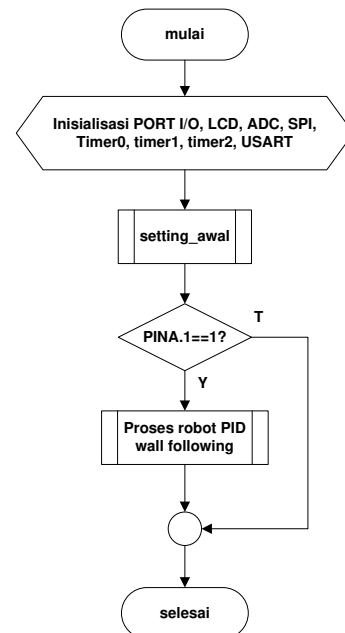 mulai
Inisialisasi PORT I/O, LCD, ADC, SPI,
Timer0, timer1, timer2, USART
setting_awal
PINA.1==1?
T
Y
Proses robot PID
wall following
selesai